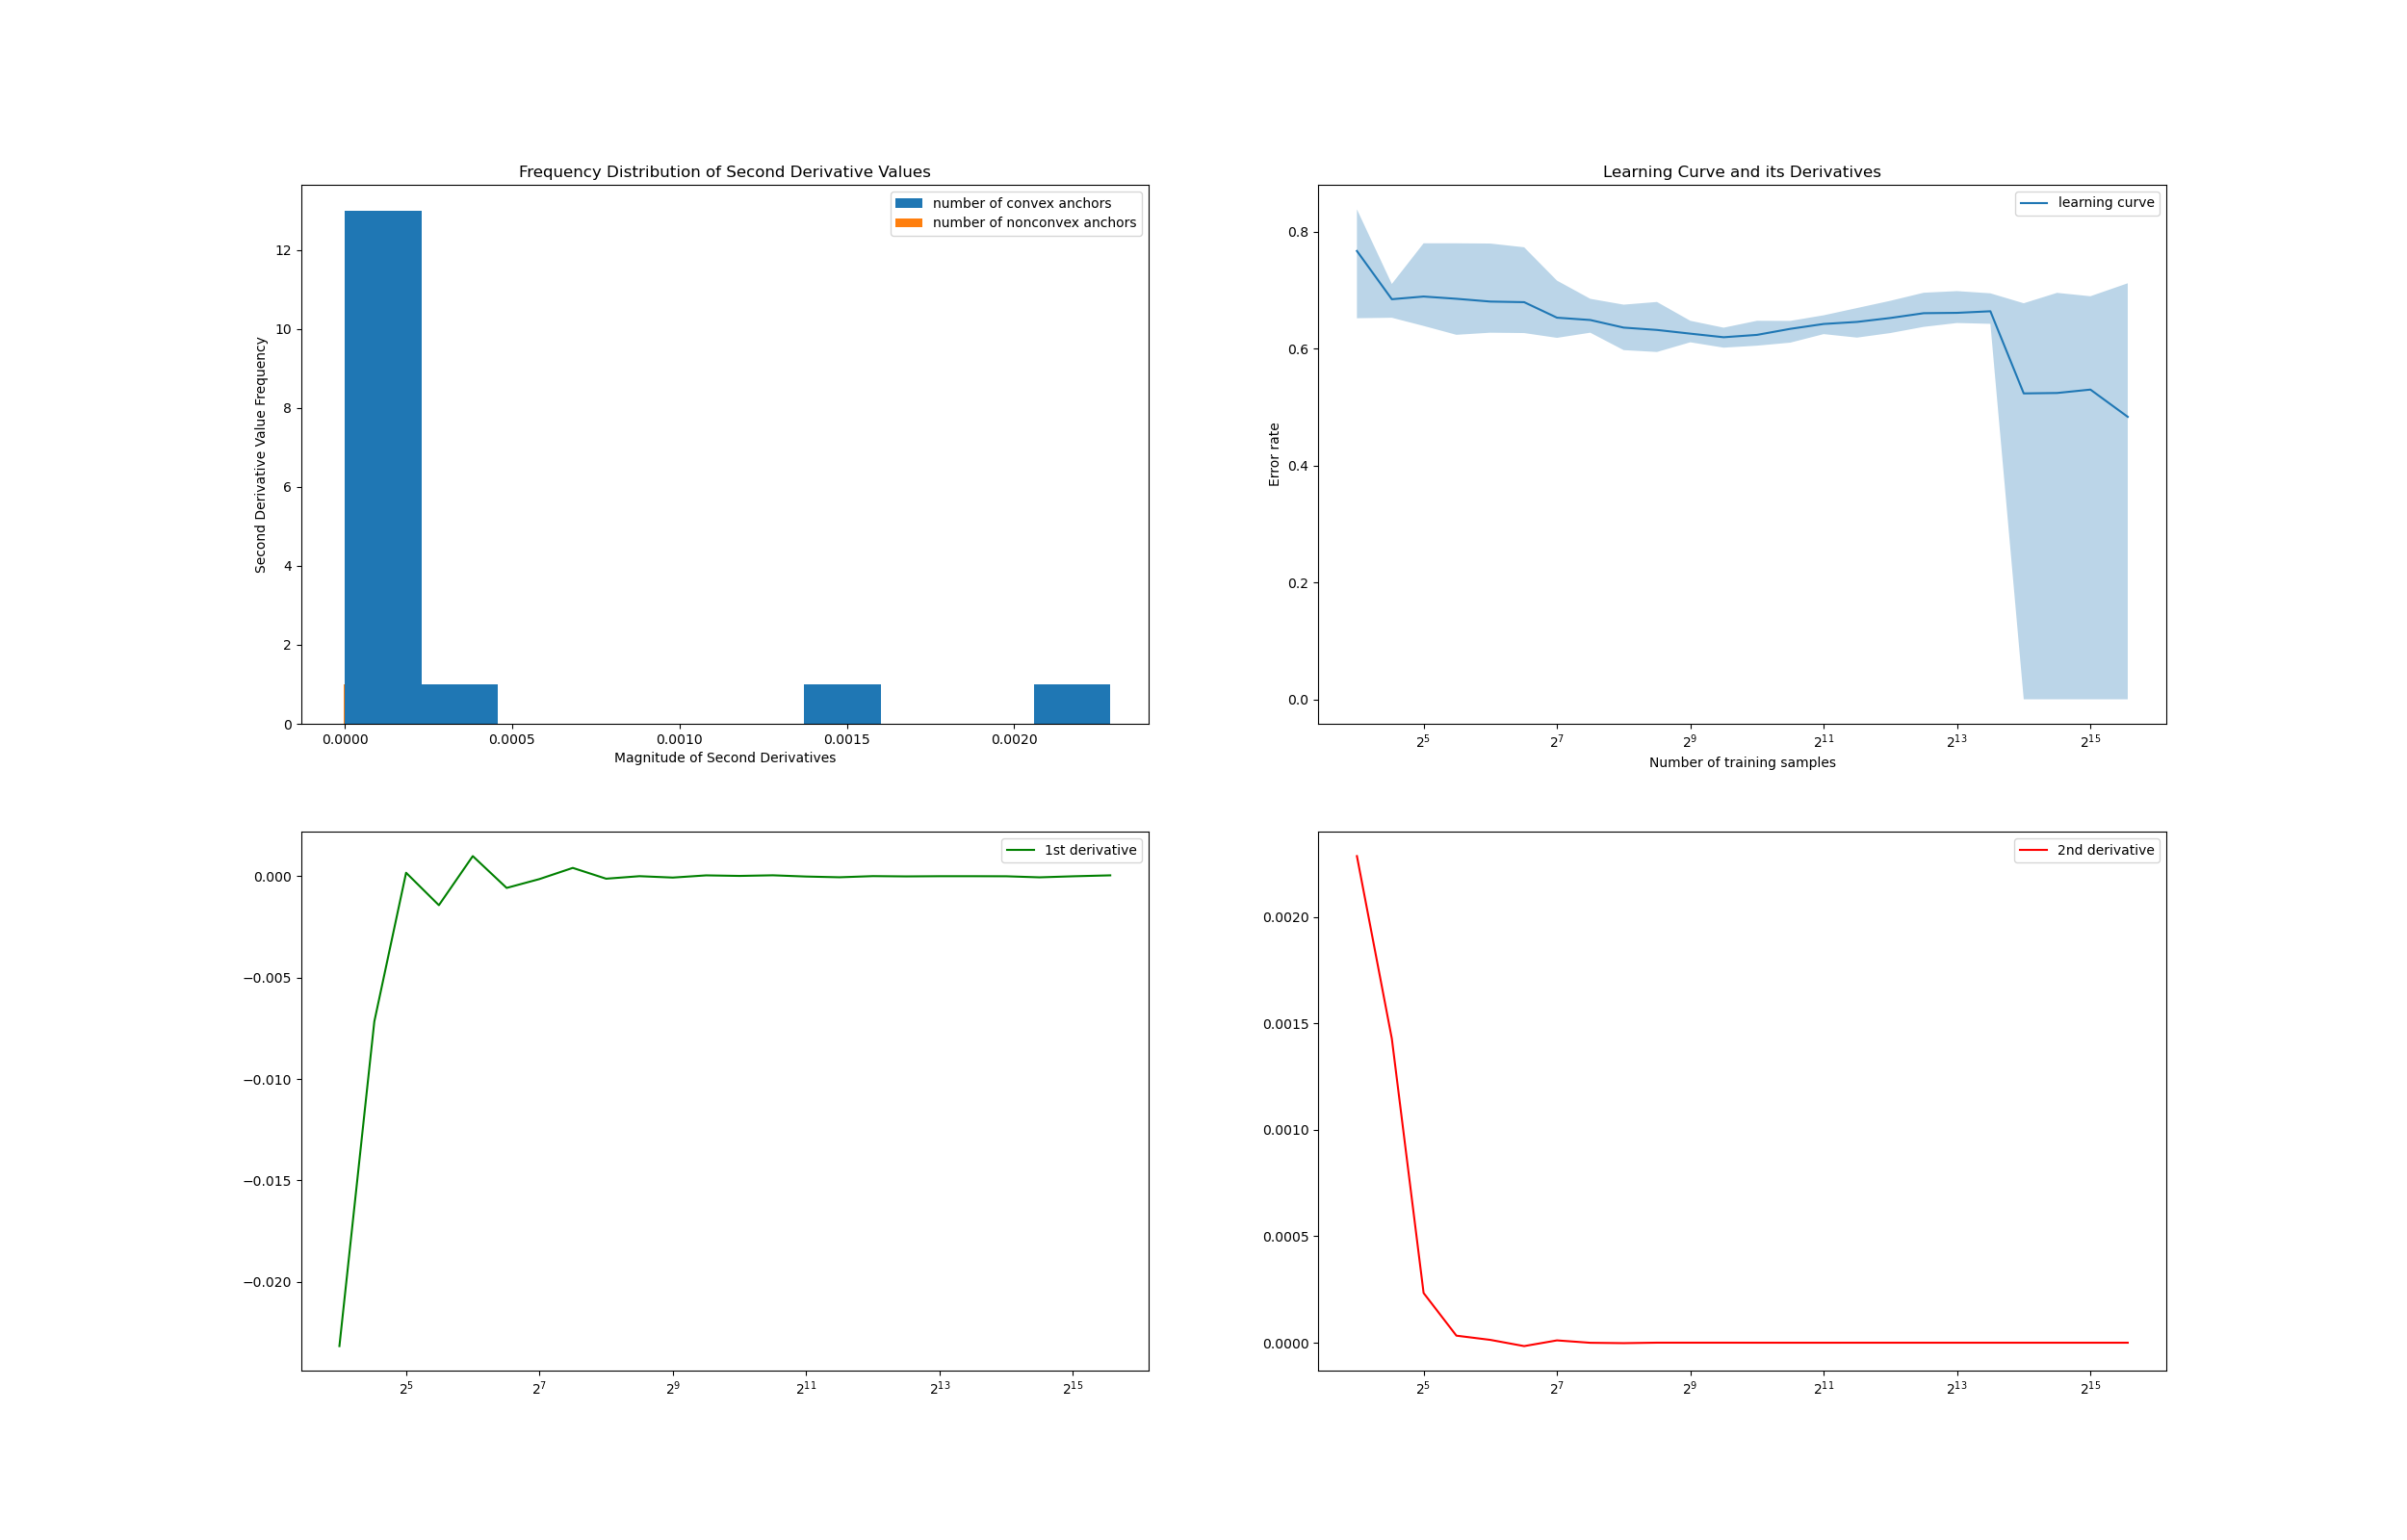 Frequency Distribution of Second Derivative Values
number of convex anchors
number of nonconvex anchors
12
10
8
6
4
2
0
Second Derivative Value Frequency
0.0000 0.0005 0.0010 0.0015 0.0020
Magnitude of Second Derivatives
Learning Curve and its Derivatives
learning curve
0.8
0.6
0.4
0.2
0.0
Error rate
2^5 2^7 2^9 2^11 2^13 2^15
Number of training samples
1st derivative
0.000
−0.005
−0.010
−0.015
−0.020
2^5 2^7 2^9 2^11 2^13 2^15
2nd derivative
0.0020
0.0015
0.0010
0.0005
0.0000
2^5 2^7 2^9 2^11 2^13 2^15